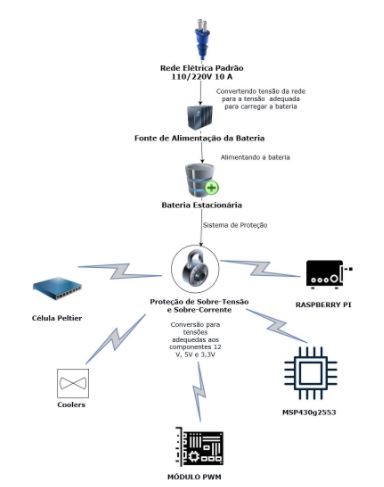 Rede Elétrica Padrão
110/220V 10 A
Convertendo tensão da rede
para a tensão adequada
para carregar a bateria
Fonte de Alimentação da Bateria
Alimentando a bateria
Bateria Estacionária
Sistema de Proteção
Proteção de Sobre-Tensão
e Sobre-Corrente
Conversão para
tensões
adequedas aos
componentes 12
V, 5V e 3,3V
Célula Peltier
RASPBERRY PI
Coolers
MSP430g2553
MÓDULO PWM